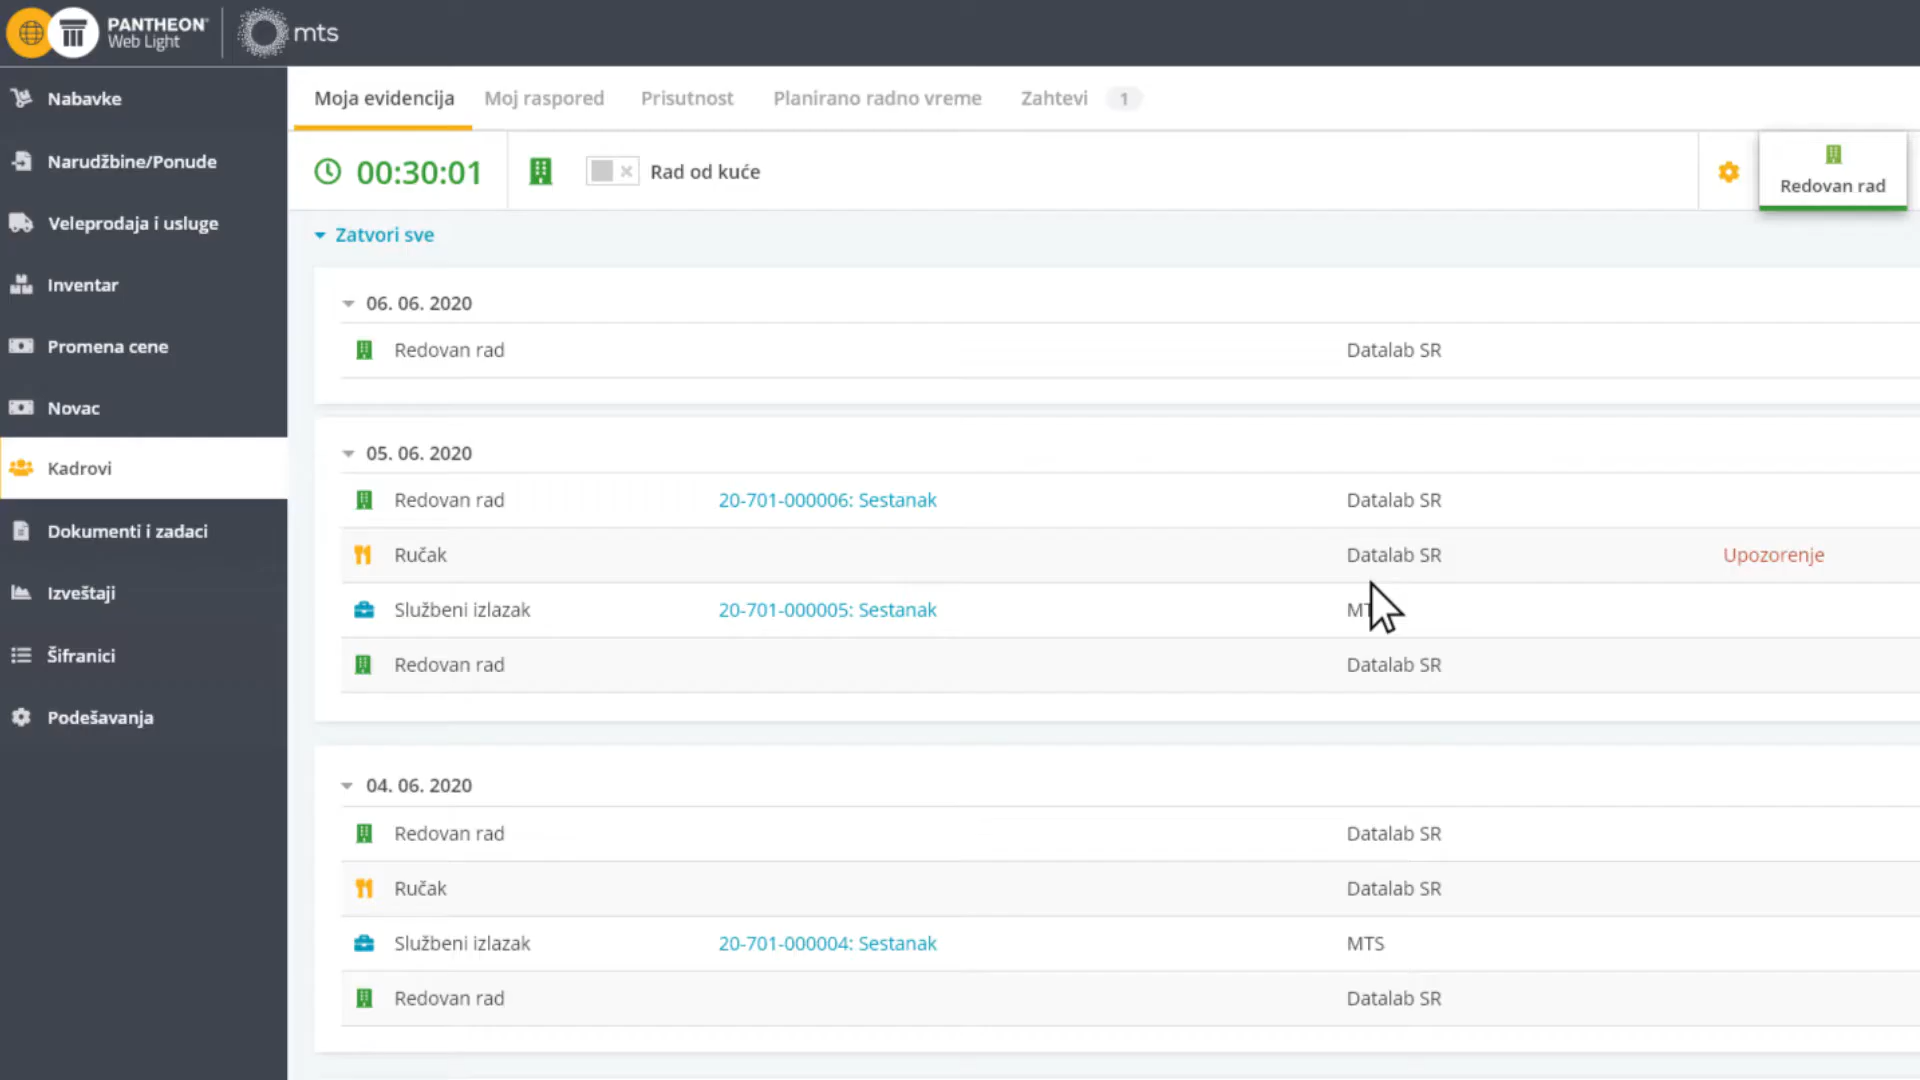 PANTHEON®
Web Light
mts
Nabavke
Narudžbine/Ponude
Veleprodaja i usluge
Inventar
Promena cene
Novac
Kadrovi
Dokumenti i zadaci
Izveštaji
Šifranici
Podešavanja
Moja evidencija Moj raspored Prisutnost Planirano radno vreme Zahtevi 1
00:30:01 Rad od kuće Redovan rad
Zatvori sve
06. 06. 2020
Redovan rad Datalab SR
05. 06. 2020
Redovan rad 20-701-000006: Sestanak Datalab SR
Ručak Datalab SR Upozorenje
Službeni izlazak 20-701-000005: Sestanak
Redovan rad Datalab SR
04. 06. 2020
Redovan rad Datalab SR
Ručak Datalab SR
Službeni izlazak 20-701-000004: Sestanak MTS
Redovan rad Datalab SR